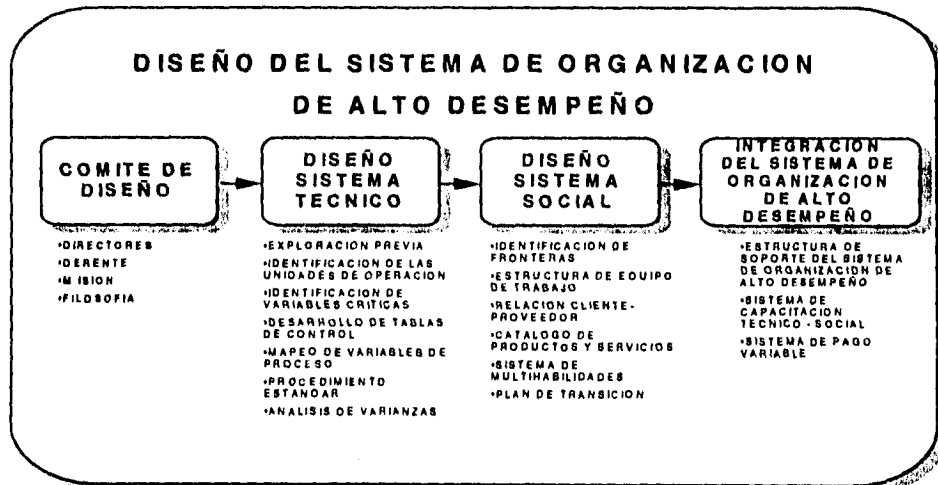 DISEÑO DEL SISTEMA DE ORGANIZACION
DE ALTO DESEMPEÑO
COMITE DE
DISEÑO
•DIRECTORES
•DERENTE
•MISION
•FILOSOFIA
DISEÑO
SISTEMA
TECNICO
•EXPLORACION PREVIA
•IDENTIFICACION DE LAS
UNIDADES DE OPERACION
•IDENTIFICACION DE
VARIABLES CRITICAS
•DESARROLLO DE TABLAS
DE CONTROL
•MAPEO DE VARIABLES DE
PROCESO
•PROCEDIMIENTO
ESTANDAR
•ANALISIS DE VARIANZAS
DISEÑO
SISTEMA
SOCIAL
•IDENTIFICACION DE
FRONTERAS
•ESTRUCTURA DE EQUIPO
DE TRABAJO
•RELACION CLIENTE-
PROVEEDOR
•CATALOGO DE
PRODUCTOS Y SERVICIOS
•SISTEMA DE
MULTIHABILIDADES
•PLAN DE TRANSICION
INTEGRACION
DEL SISTEMA DE
ORGANIZACION
DE ALTO
DESEMPEÑO
•ESTRUCTURA DE
SOPORTE DEL SISTEMA
DE ORGANIZACION DE
ALTO DESEMPEÑO
•SISTEMA DE
CAPACITACION
TECNICO - SOCIAL
•SISTEMA DE PAGO
VARIABLE